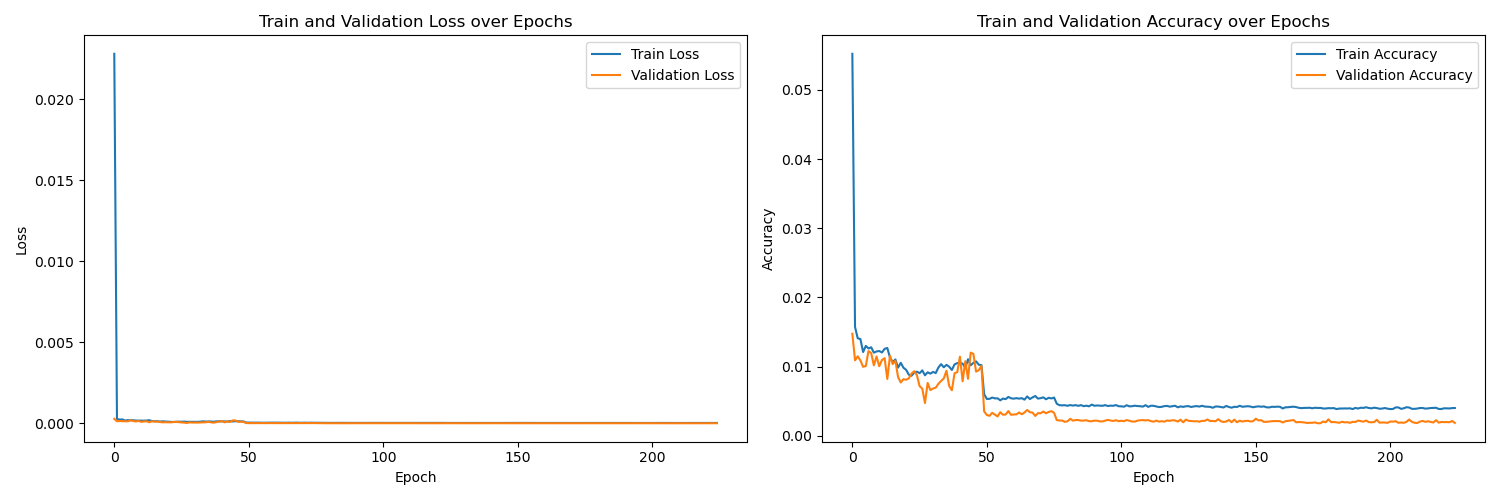 Train and Validation Loss over Epochs
Train Loss
Validation Loss
0.020
0.015
0.010
0.005
0.000
Loss
0
50
100
150
200
Epoch
Train and Validation Accuracy over Epochs
Train Accuracy
Validation Accuracy
0.05
0.04
0.03
0.02
0.01
0.00
Accuracy
0
50
100
150
200
Epoch